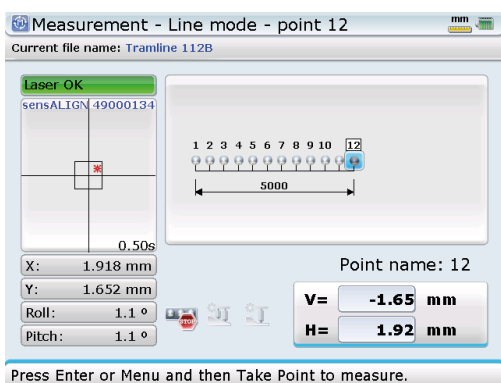 Measurement - Line mode - point 12
mm
Current file name: Tramline 112B
Laser OK
sensALIGN 49000134
0.50s
1 2 3 4 5 6 7 8 9 10 12
5000
X: 1.918 mm
Y: 1.652 mm
Roll: 1.1 º
Pitch: 1.1 º
STOP
Point name: 12
V= -1.65 mm
H= 1.92 mm
Press Enter or Menu and then Take Point to measure.